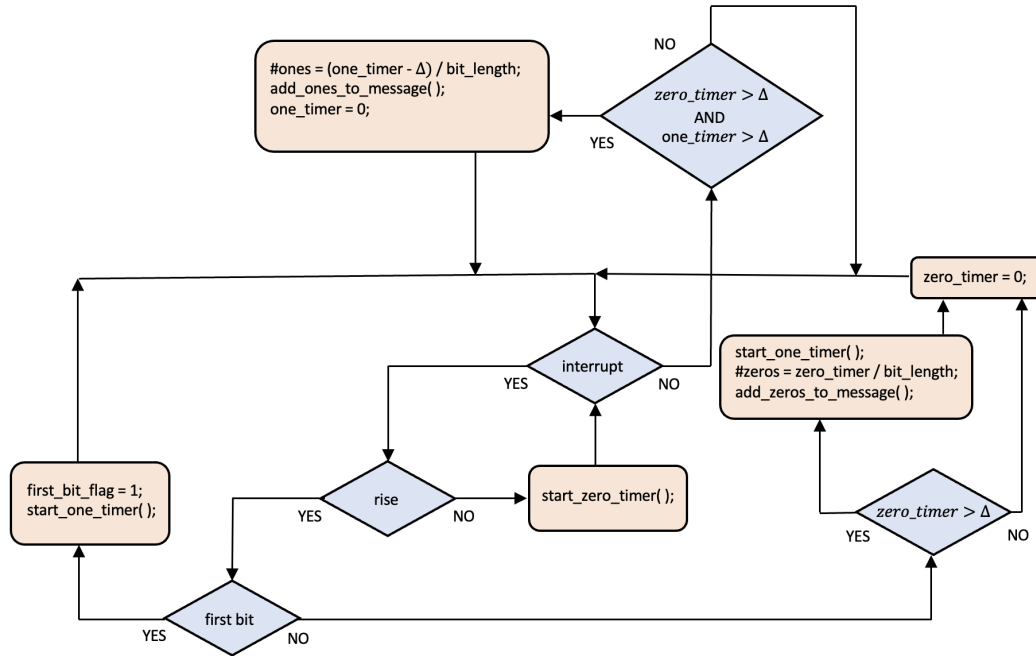 NO
#ones = (one_timer - Δ) / bit_length;
add_ones_to_message( );
one_timer = 0;
zero_timer > Δ
AND
one_timer > Δ
YES
zero_timer = 0;
start_one_timer( );
#zeros = zero_timer / bit_length;
add_zeros_to_message( );
interrupt
YES
NO
first_bit_flag = 1;
start_one_timer( );
rise
YES
NO
start_zero_timer( );
zero_timer > Δ
YES
NO
first bit
YES
NO